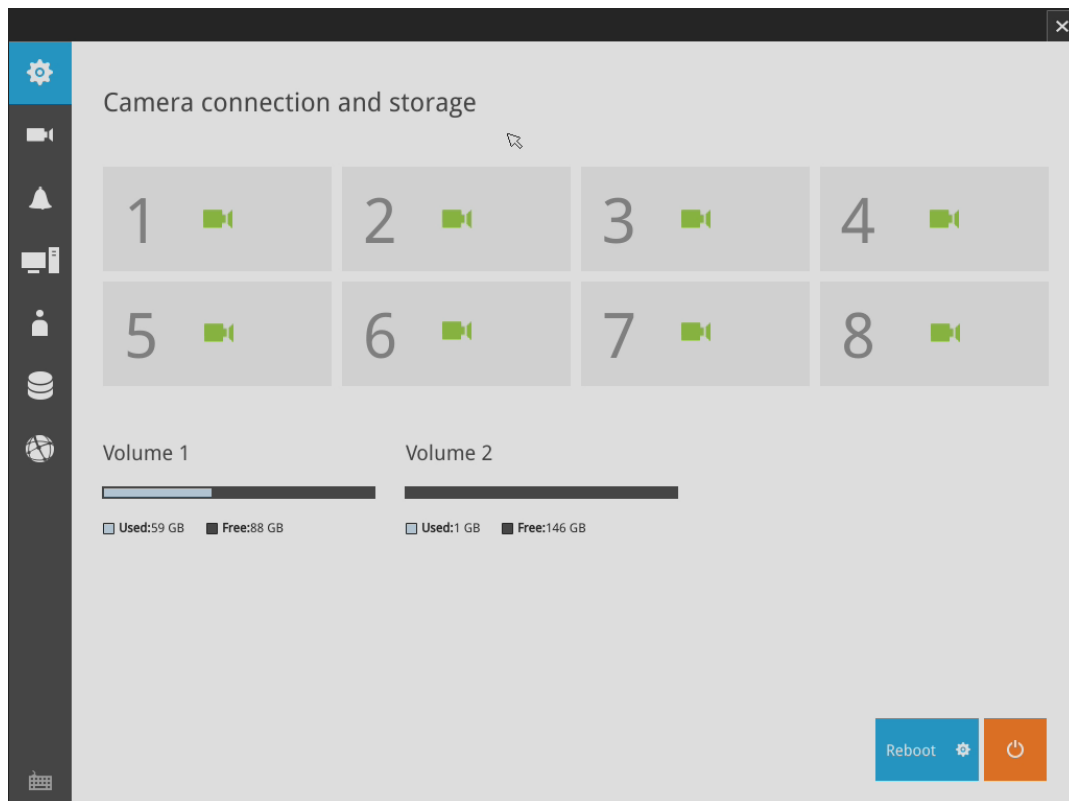 Camera connection and storage
1 2 3 4
5 6 7 8
Volume 1 Volume 2
Used:59 GB Free:88 GB Used:1 GB Free:146 GB
Reboot